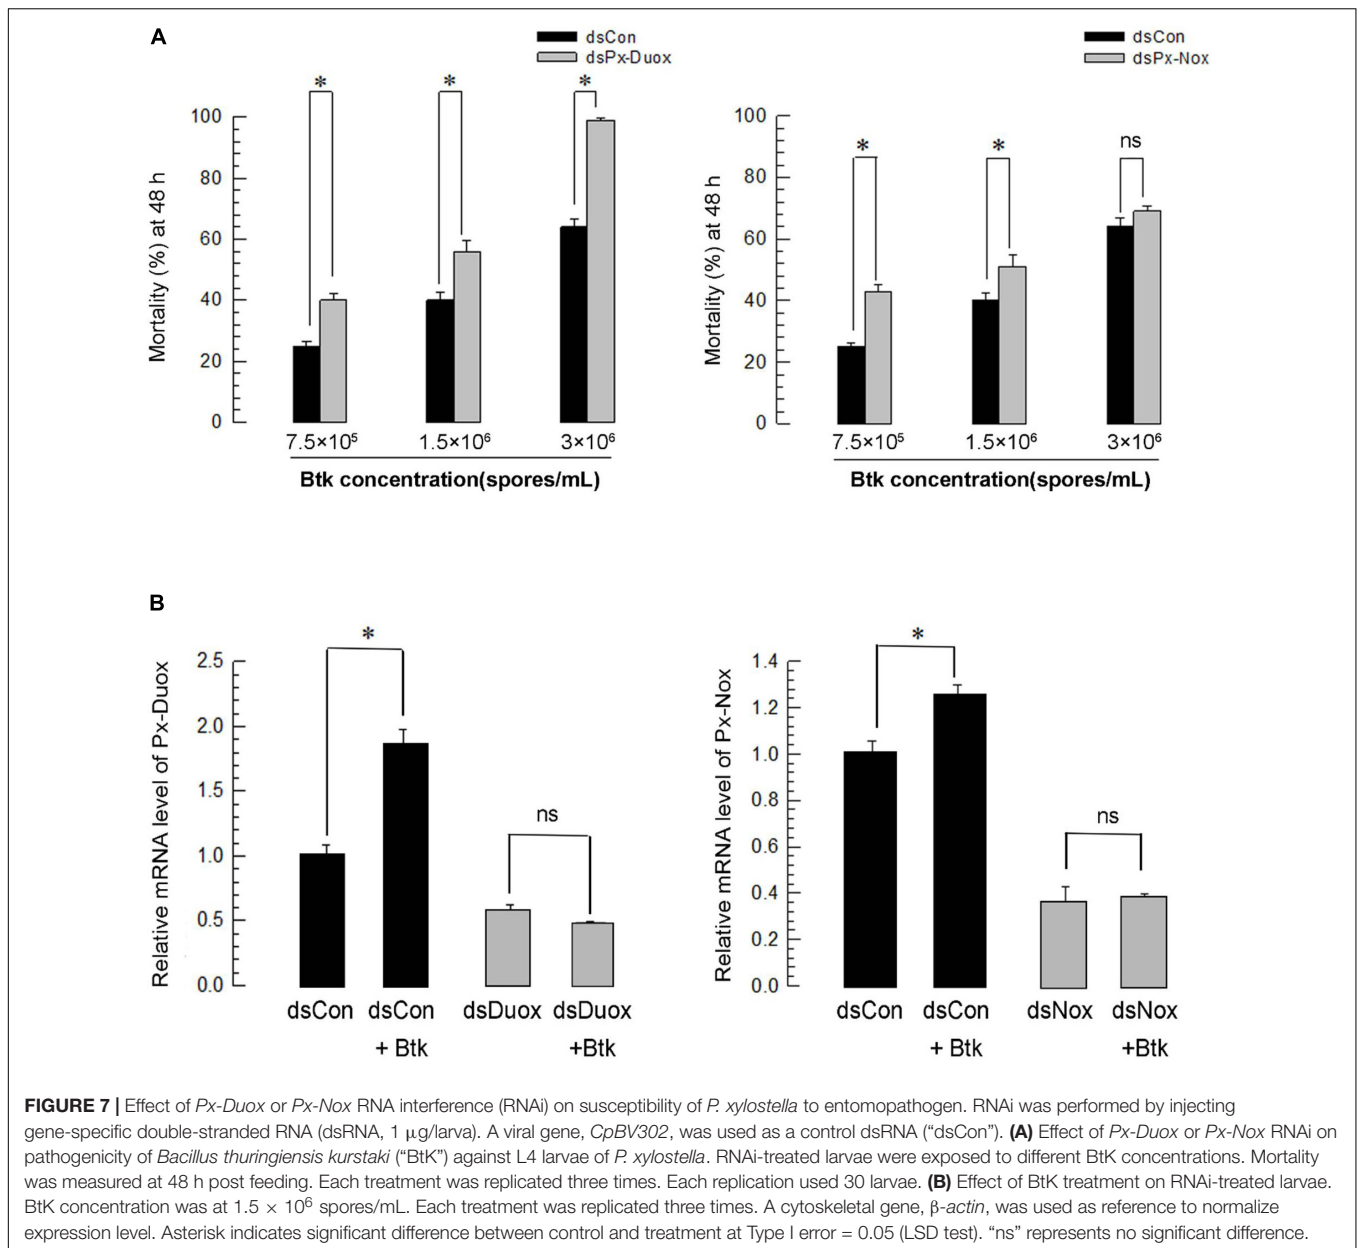 A
dsCon
dsPx-Duox
* * *
Mortality (%) at 48 h
100
80
60
40
20
0
7.5×10⁵ 1.5×10⁶ 3×10⁶
Btk concentration(spores/mL)
dsCon
dsPx-Nox
* * ns
Mortality (%) at 48 h
100
80
60
40
20
0
7.5×10⁵ 1.5×10⁶ 3×10⁶
Btk concentration(spores/mL)
B
Relative mRNA level of Px-Duox
2.5
2.0
1.5
1.0
0.5
0.0
* ns
dsCon dsCon dsDuox dsDuox
+ Btk +Btk
Relative mRNA level of Px-Nox
1.4
1.2
1.0
0.8
0.6
0.4
0.2
0.0
* ns
dsCon dsCon dsNox dsNox
+ Btk +Btk
FIGURE 7 | Effect of Px-Duox or Px-Nox RNA interference (RNAi) on susceptibility of P. xylostella to entomopathogen. RNAi was performed by injecting
gene-specific double-stranded RNA (dsRNA, 1 μg/larva). A viral gene, CpBV302, was used as a control dsRNA (“dsCon”). (A) Effect of Px-Duox or Px-Nox RNAi on
pathogenicity of Bacillus thuringiensis kurstaki (“BtK”) against L4 larvae of P. xylostella. RNAi-treated larvae were exposed to different BtK concentrations. Mortality
was measured at 48 h post feeding. Each treatment was replicated three times. Each replication used 30 larvae. (B) Effect of BtK treatment on RNAi-treated larvae.
BtK concentration was at 1.5 × 10⁶ spores/mL. Each treatment was replicated three times. A cytoskeletal gene, β-actin, was used as reference to normalize
expression level. Asterisk indicates significant difference between control and treatment at Type I error = 0.05 (LSD test). “ns” represents no significant difference.